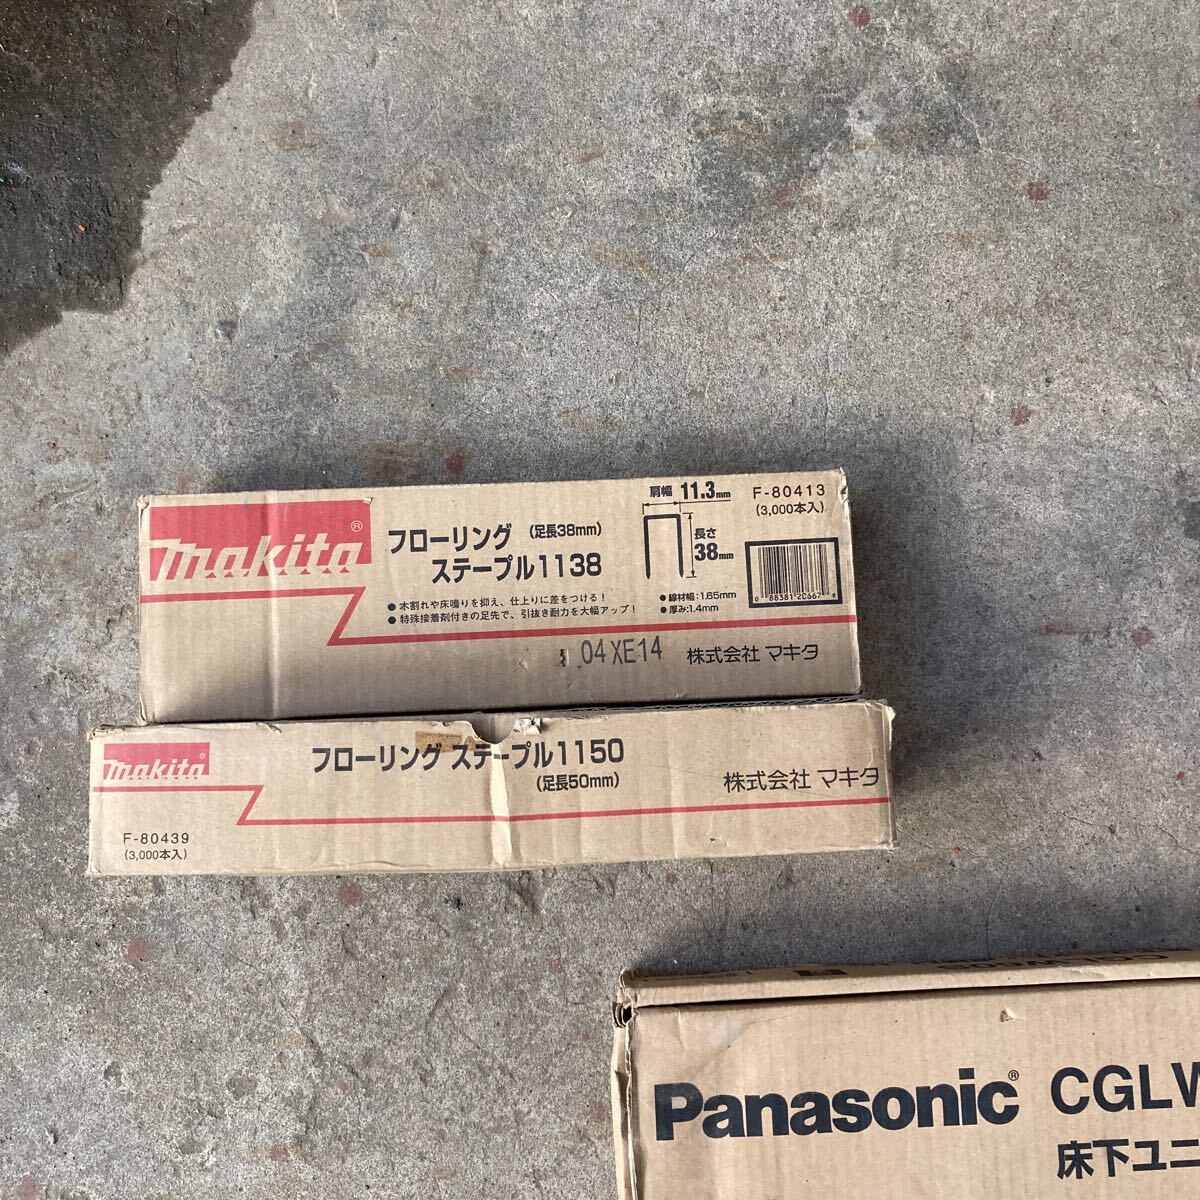 makita®
フローリング (足長38mm)
ステープル1138
● 木割れや床鳴りを抑え、仕上りに差をつける!
● 特殊接着剤付きの足先で、引抜き耐力を大幅アップ!
肩幅 11.3mm
長さ
38mm
● 線材幅:1.65mm
● 厚み:1.4mm
F-80413
(3,000本入)
0 88381 20667 9
04 XE14
株式会社 マキタ
makita®
フローリング ステープル1150
(足長50mm)
株式会社 マキタ
F-80439
(3,000本入)
Panasonic® CGLW
床下ユニ